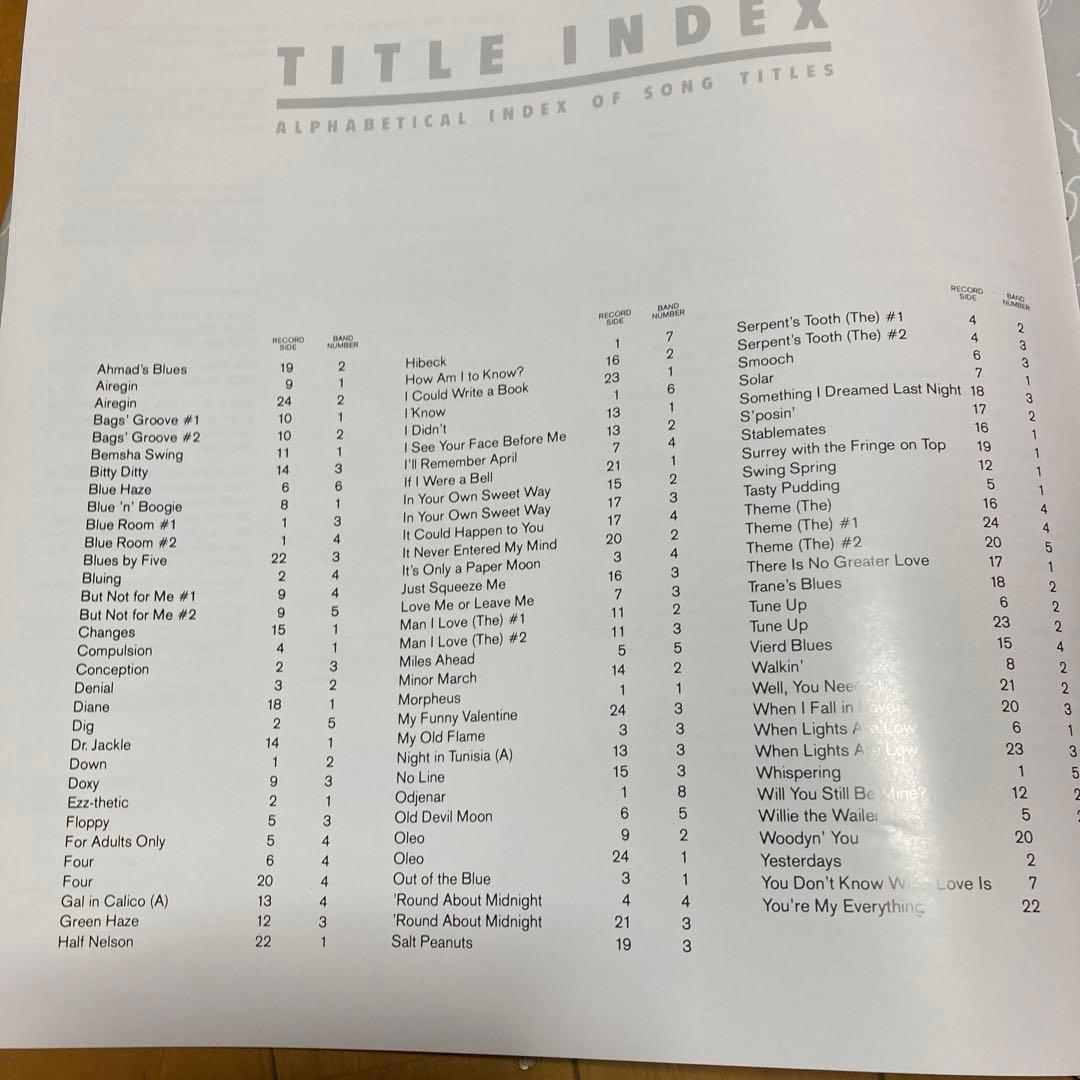 TITLE INDEX
ALPHABETICAL INDEX OF SONG TITLES
RECORD SIDE BAND NUMBER
Ahmad's Blues 19 2
Airegin 9 1
Airegin 24 2
Bags' Groove #1 10 1
Bags' Groove #2 10 2
Bemsha Swing 11 1
Bitty Ditty 14 3
Blue Haze 6 6
Blue 'n' Boogie 8 1
Blue Room #1 1 3
Blue Room #2 1 4
Blues by Five 22 3
Bluing 2 4
But Not for Me #1 9 4
But Not for Me #2 9 5
Changes 15 1
Compulsion 4 1
Conception 2 3
Denial 3 2
Diane 18 1
Dig 2 5
Dr. Jackle 14 1
Down 1 2
Doxy 9 3
Ezz-thetic 2 1
Floppy 5 3
For Adults Only 5 4
Four 6 4
Four 20 4
Gal in Calico (A) 13 4
Green Haze 12 3
Half Nelson 22 1
RECORD SIDE BAND NUMBER
Hibeck 1 7
How Am I to Know? 16 2
I Could Write a Book 23 1
I Know 1 6
I Didn't 13 1
I See Your Face Before Me 13 2
I'll Remember April 7 4
If I Were a Bell 21 1
In Your Own Sweet Way 15 2
In Your Own Sweet Way 17 3
It Could Happen to You 17 4
It Never Entered My Mind 20 2
It's Only a Paper Moon 3 4
Just Squeeze Me 16 3
Love Me or Leave Me 7 3
Man I Love (The) #1 11 2
Man I Love (The) #2 11 3
Miles Ahead 5 5
Minor March 14 2
Morpheus 1 1
My Funny Valentine 24 3
My Old Flame 3 3
Night in Tunisia (A) 13 3
No Line 15 3
Odjenar 1 8
Old Devil Moon 6 5
Oleo 9 2
Oleo 24 1
Out of the Blue 3 1
'Round About Midnight 4 4
'Round About Midnight 21 3
Salt Peanuts 19 3
RECORD SIDE BAND NUMBER
Serpent's Tooth (The) #1 4 2
Serpent's Tooth (The) #2 4 3
Smooch 6 3
Solar 7 1
Something I Dreamed Last Night 18 3
S'posin' 17 2
Stablemates 16 1
Surrey with the Fringe on Top 19 1
Swing Spring 12 1
Tasty Pudding 5 1
Theme (The) 16 4
Theme (The) #1 24 4
Theme (The) #2 20 5
There Is No Greater Love 17 1
Trane's Blues 18 2
Tune Up 6 2
Tune Up 23 2
Vierd Blues 15 4
Walkin' 8 2
Well, You 21 2
When I Fall in Love 20 3
When Lights Are Low 6 1
When Lights Are Low 23 3
Whispering 1 5
Will You Still Be Mine? 12
Willie the Wailer 5
Woodyn' You 20
Yesterdays 2
You Don't Know Love Is 7
You're My Everything 22